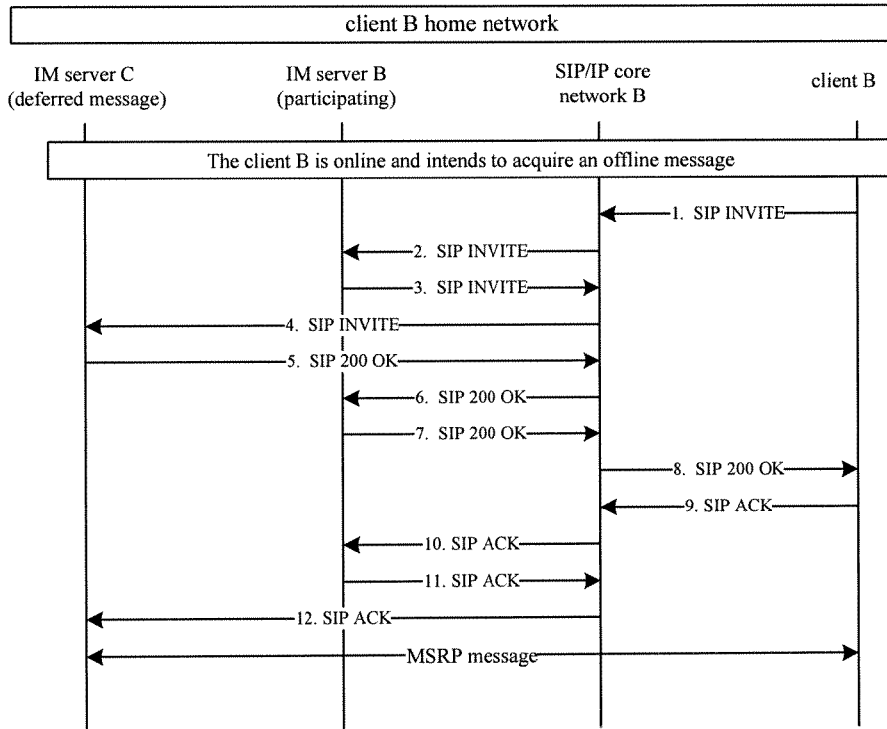 client B home network
IM server C
(deferred message)
IM server B
(participating)
SIP/IP core
network B
client B
The client B is online and intends to acquire an offline message
1. SIP INVITE
2. SIP INVITE
3. SIP INVITE
4. SIP INVITE
5. SIP 200 OK
6. SIP 200 OK
7. SIP 200 OK
8. SIP 200 OK
9. SIP ACK
10. SIP ACK
11. SIP ACK
12. SIP ACK
MSRP message